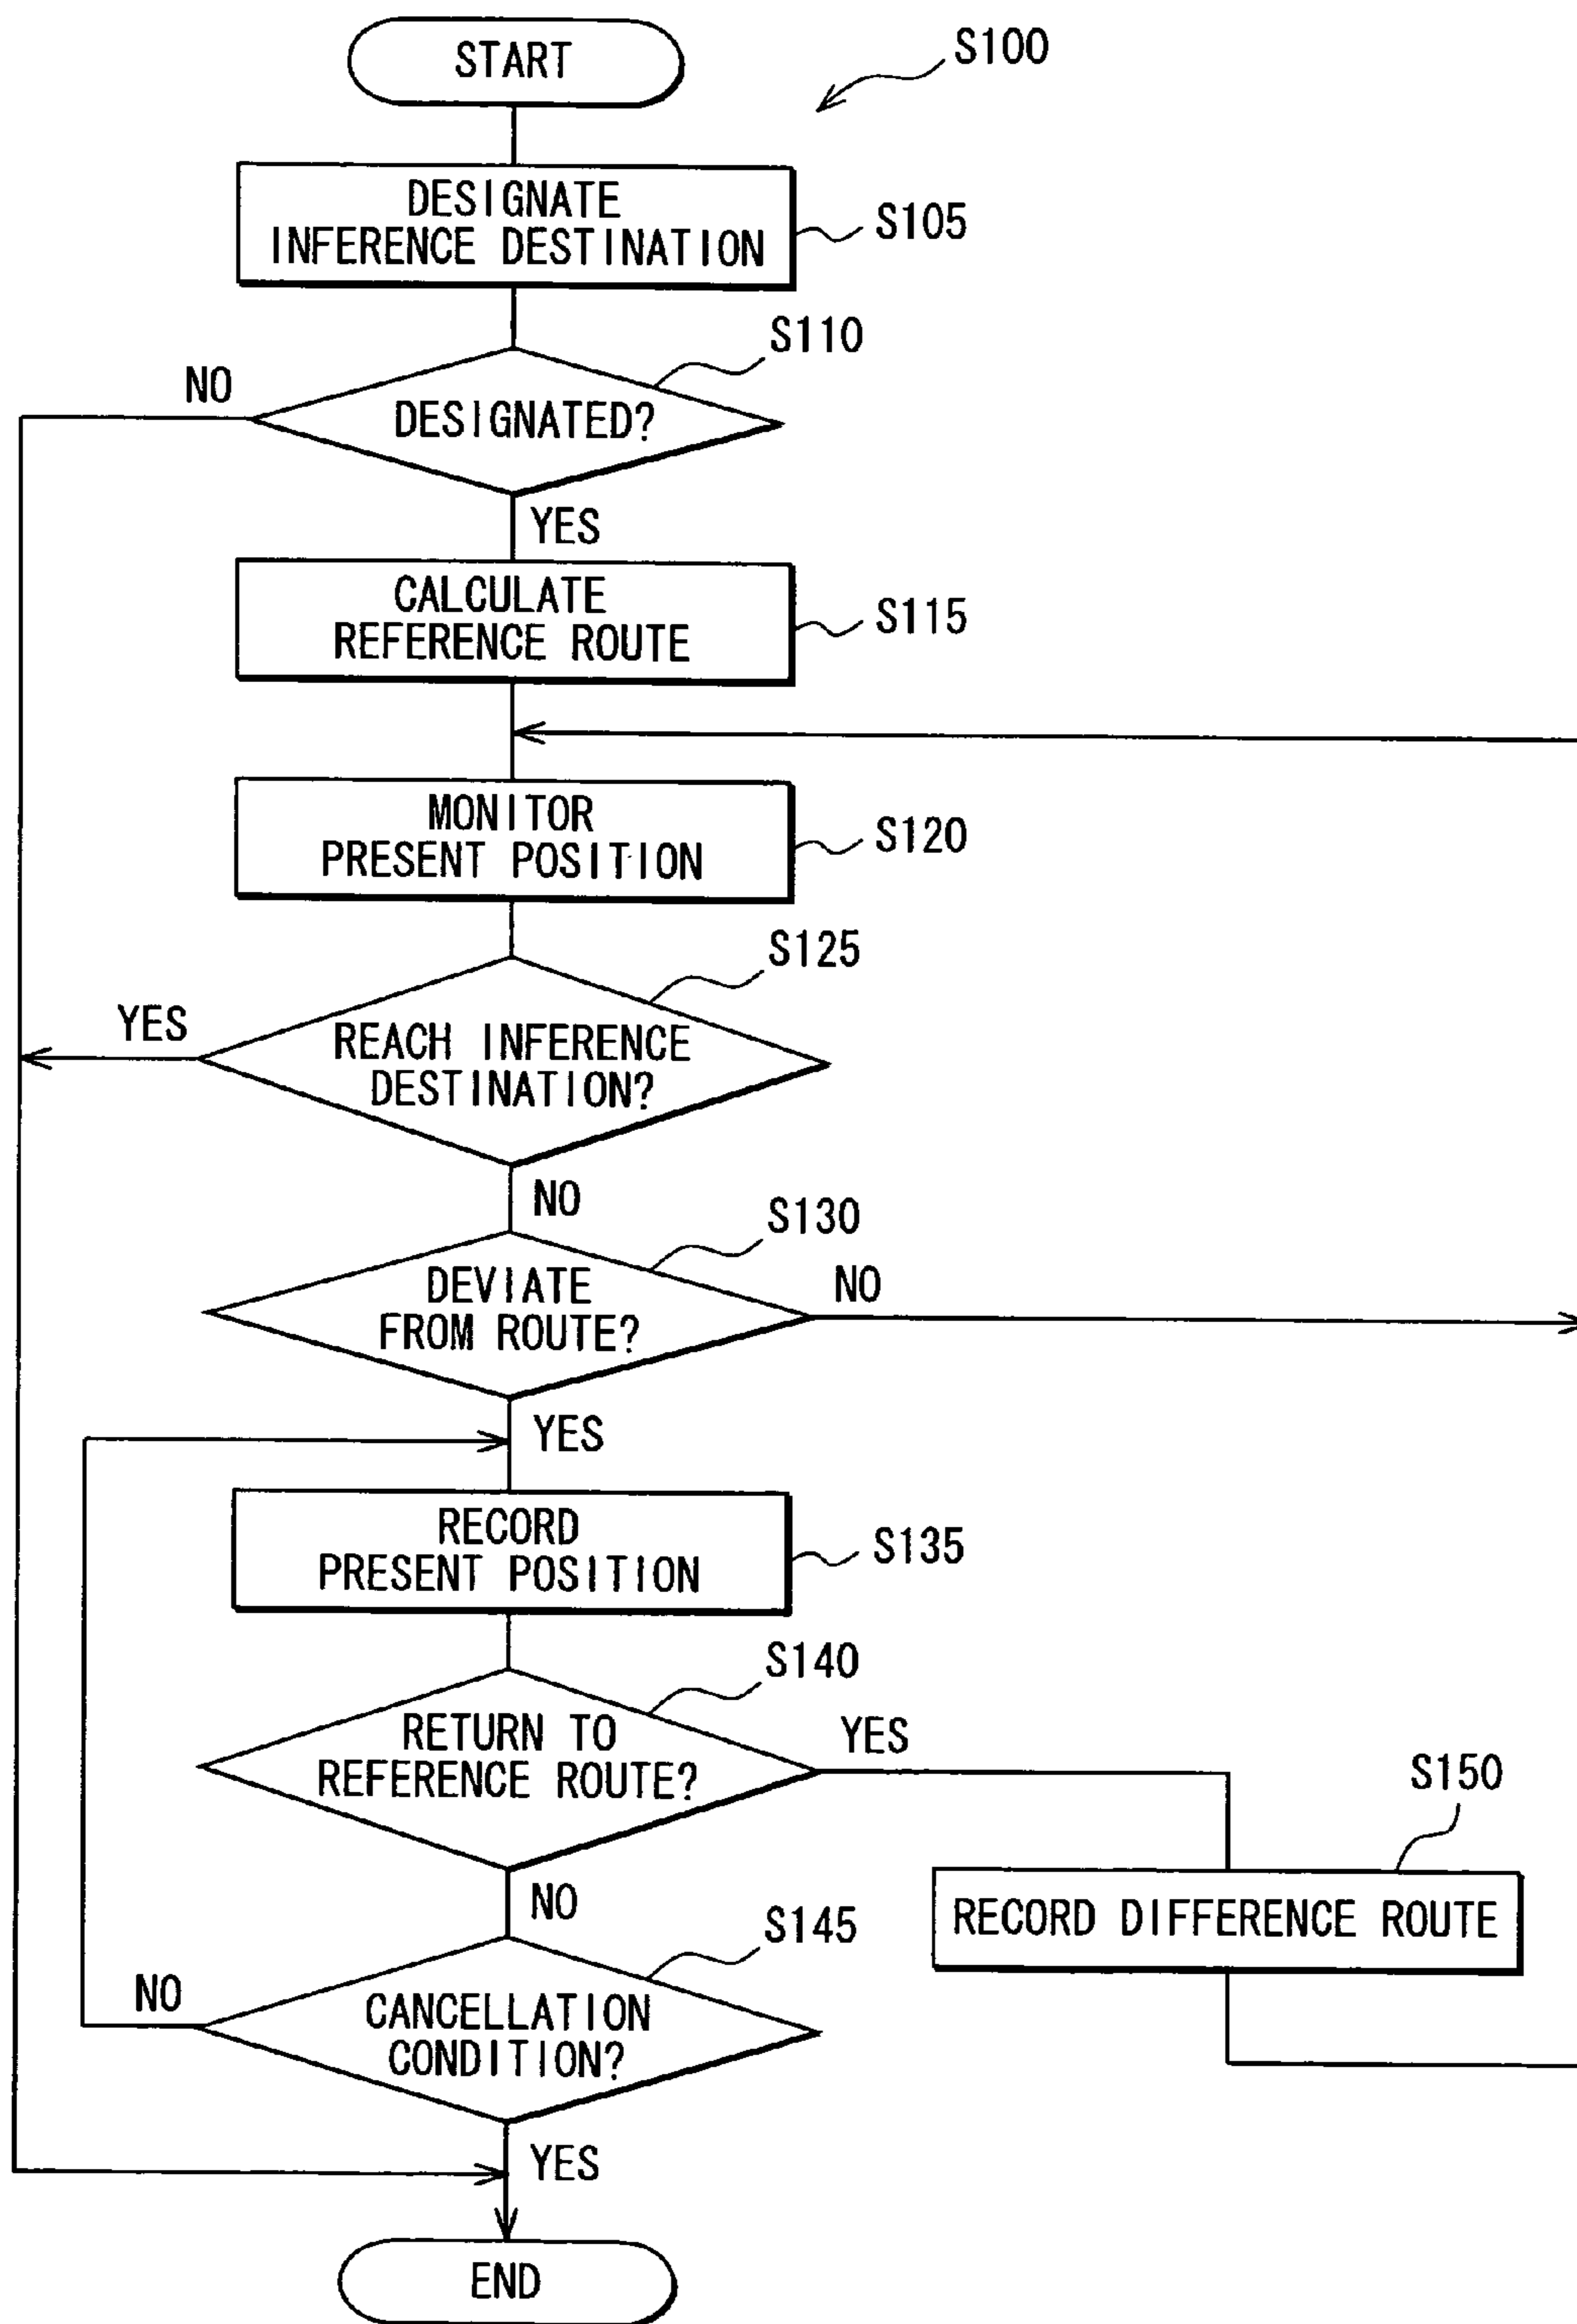 START
S100
DESIGNATE
INFERENCE DESTINATION
S105
S110
NO
DESIGNATED?
YES
CALCULATE
REFERENCE ROUTE
S115
MONITOR
PRESENT POSITION
S120
S125
YES
REACH INFERENCE
DESTINATION?
NO
S130
DEVIATE
FROM ROUTE?
NO
YES
RECORD
PRESENT POSITION
S135
S140
RETURN TO
REFERENCE ROUTE?
YES
S150
NO
RECORD DIFFERENCE ROUTE
S145
NO
CANCELLATION
CONDITION?
YES
END